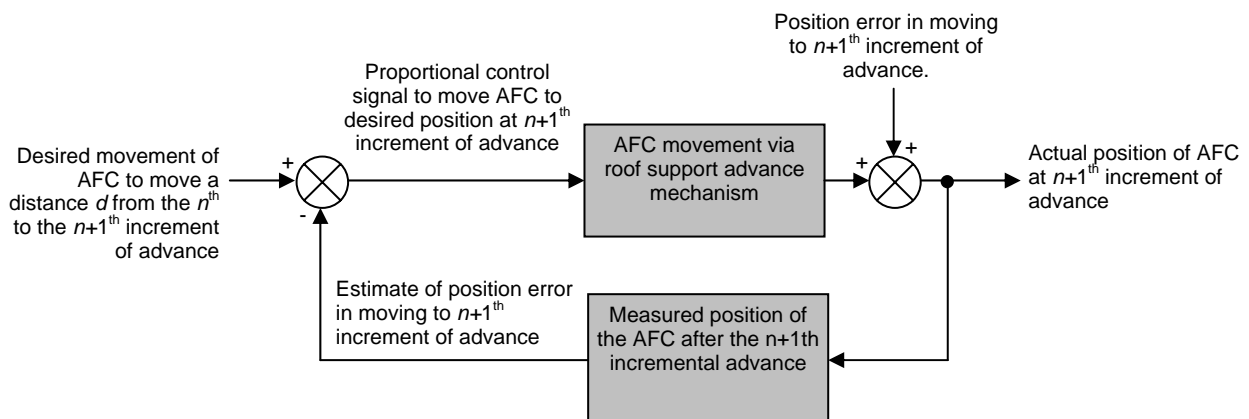 Position error in moving
to n+1th increment of
advance.
Proportional control
signal to move AFC to
desired position at n+1th
increment of advance
Desired movement of
AFC to move a
distance d from the nth
to the n+1th increment
of advance
+
-
AFC movement via
roof support advance
mechanism
+
+
Actual position of AFC
at n+1th increment of
advance
Estimate of position error
in moving to n+1th
increment of advance
Measured position of
the AFC after the n+1th
incremental advance